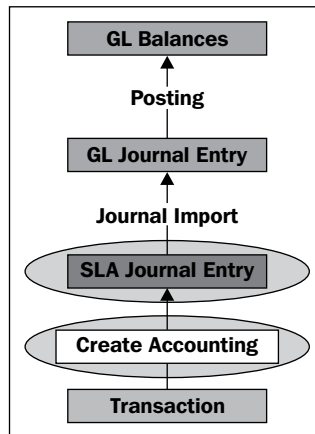 GL Balances
Posting
GL Journal Entry
Journal Import
SLA Journal Entry
Create Accounting
Transaction